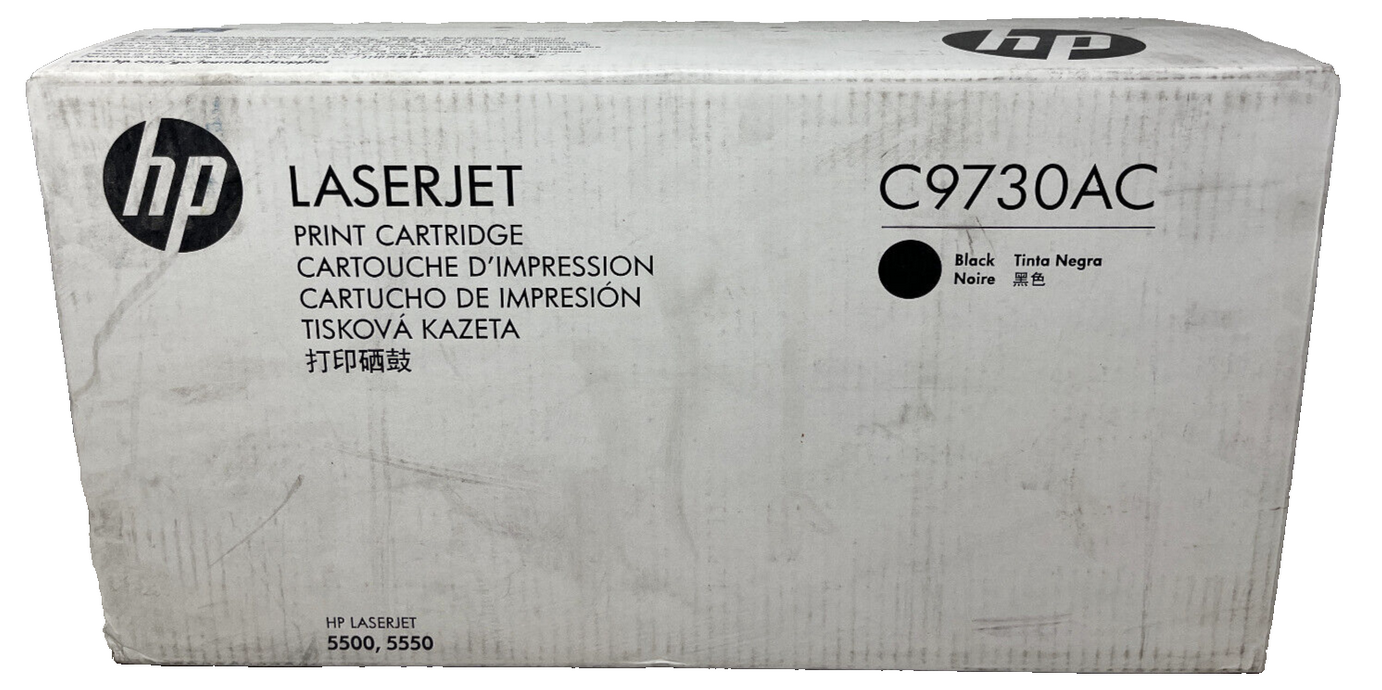 hp
hp
LASERJET
PRINT CARTRIDGE
CARTOUCHE D'IMPRESSION
CARTUCHO DE IMPRESIÓN
TISKOVÁ KAZETA
打印硒鼓
C9730AC
Black Tinta Negra
Noire 黑色
HP LASERJET
5500, 5550